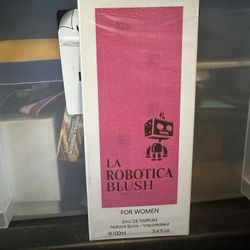 LA
ROBOTICA
BLUSH
FOR WOMEN
EAU DE PARFUM
Natural Spray - Vaporisateur
℮100ml 3.4 fl.oz